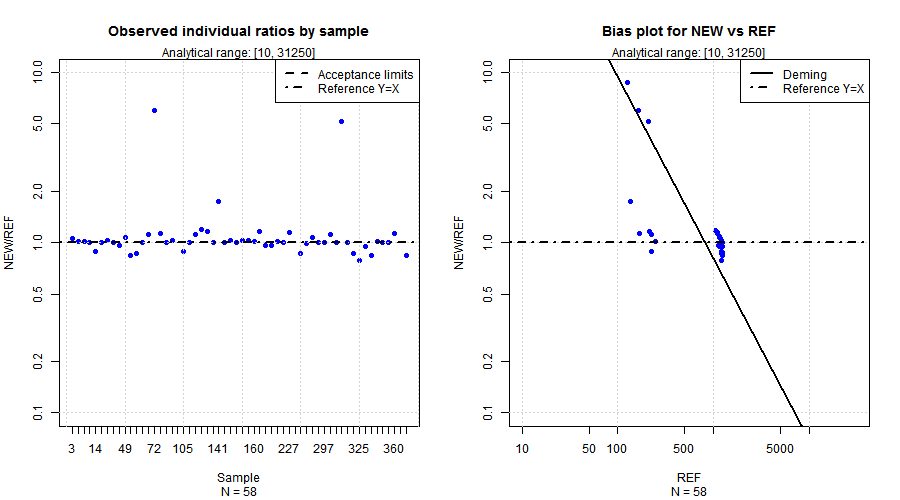 Observed individual ratios by sample
Analytical range: [10, 31250]
Acceptance limits
Reference Y=X
NEW/REF
10.0
5.0
2.0
1.0
0.5
0.2
0.1
3 14 49 72 105 141 160 227 297 325 360
Sample
N = 58
Bias plot for NEW vs REF
Analytical range: [10, 31250]
Deming
Reference Y=X
NEW/REF
10.0
5.0
2.0
1.0
0.5
0.2
0.1
10 50 100 500 5000
REF
N = 58